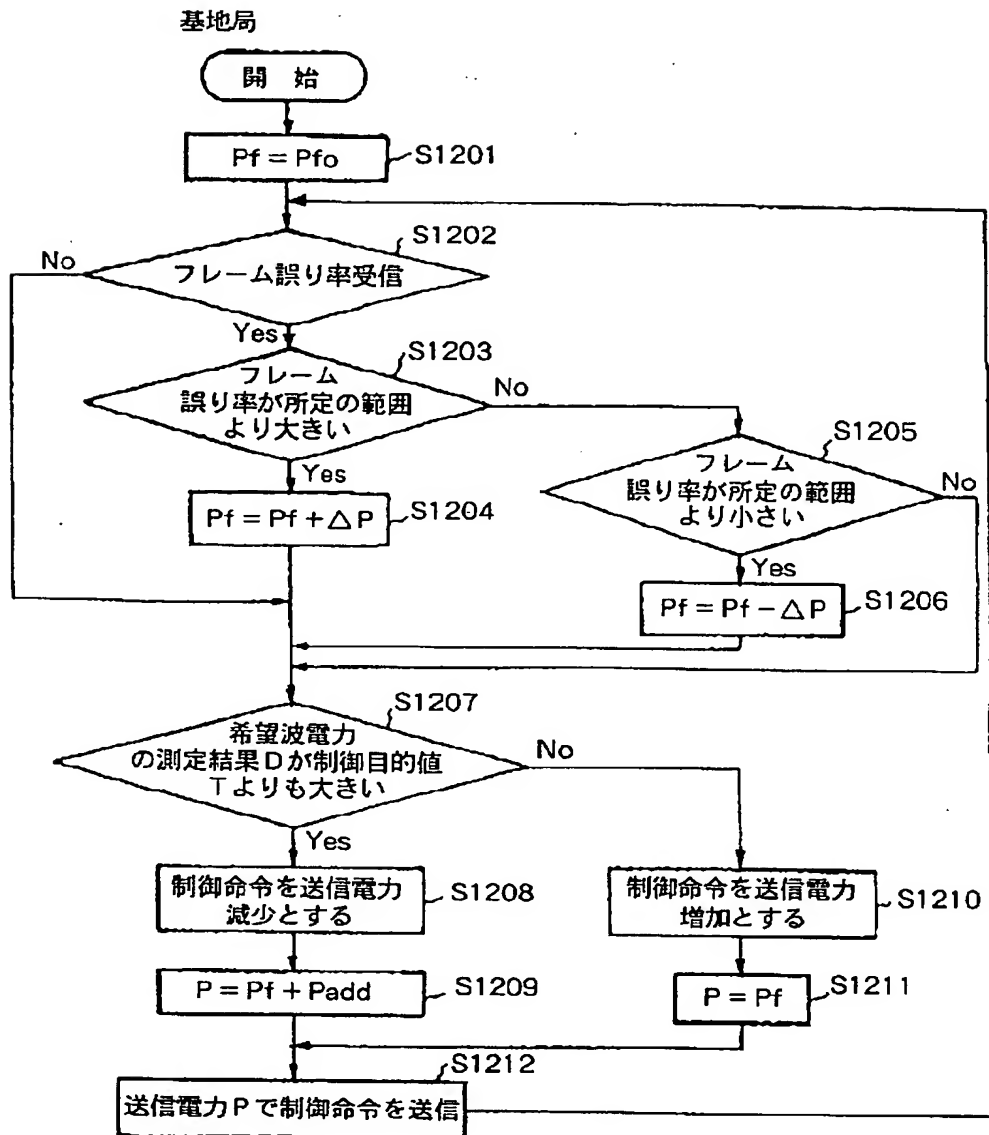 基地局
開 始
Pf = Pfo
S1201
S1202
No
フレーム誤り率受信
Yes
S1203
フレーム
誤り率が所定の範囲
より大きい
No
S1205
フレーム
誤り率が所定の範囲
より小さい
No
Yes
Pf = Pf + △P
S1204
Yes
Pf = Pf − △P
S1206
S1207
希望波電力
の測定結果Dが制御目的値
Tよりも大きい
No
Yes
制御命令を送信電力
減少とする
S1208
制御命令を送信電力
増加とする
S1210
P = Pf + Padd
S1209
P = Pf
S1211
S1212
送信電力Pで制御命令を送信